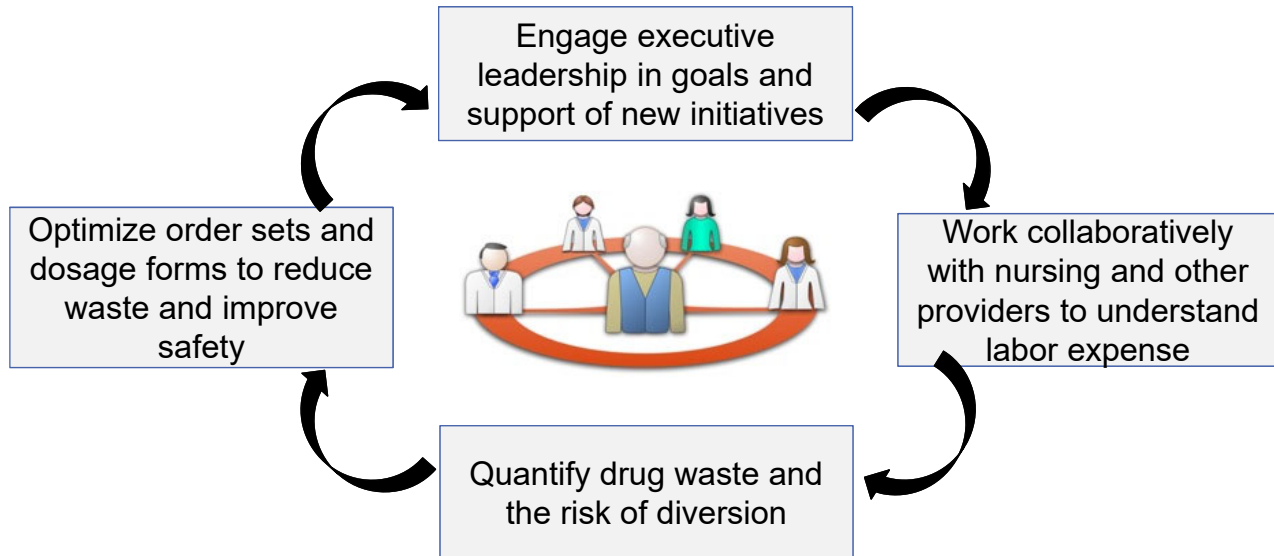 Engage executive
leadership in goals and
support of new initiatives
Optimize order sets and
dosage forms to reduce
waste and improve
safety
Work collaboratively
with nursing and other
providers to understand
labor expense
Quantify drug waste and
the risk of diversion